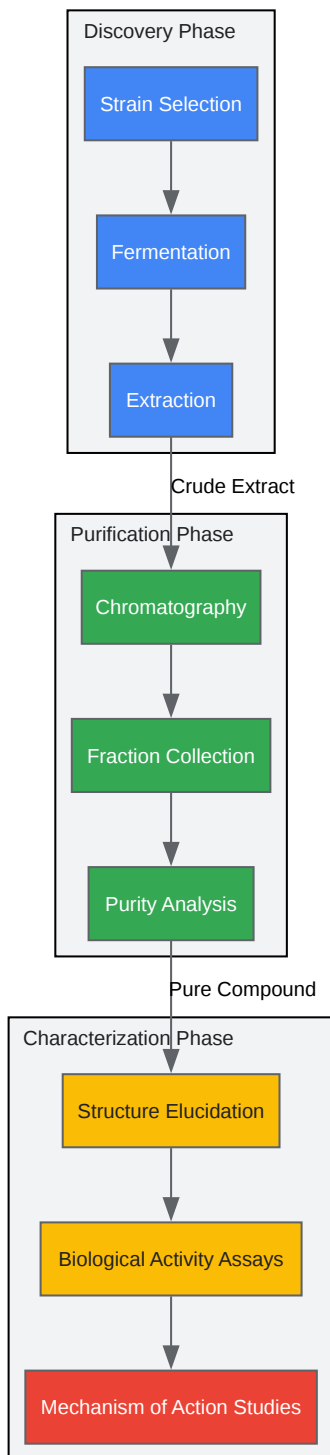 Discovery Phase
Strain Selection
Fermentation
Extraction
Crude Extract
Purification Phase
Chromatography
Fraction Collection
Purity Analysis
Pure Compound
Characterization Phase
Structure Elucidation
Biological Activity Assays
Mechanism of Action Studies